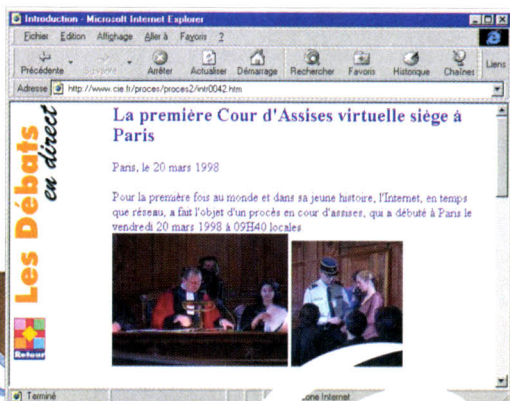 Introduction - Microsoft Internet Explorer
Fichier Edition Affichage Aller à Favoris ?
Précédente Suivante Arrêter Actualiser Démarrage Rechercher Favoris Historique Chaînes Liens
Adresse http://www.cie.fr/proces/proces2/intr0042.htm
Les Débats
en direct
Retour
La première Cour d'Assises virtuelle siège à
Paris
Paris, le 20 mars 1998
Pour la première fois au monde et dans sa jeune histoire, l'Internet, en temps
que réseau, a fait l'objet d'un procès en cour d'assises, qui a débuté à Paris le
vendredi 20 mars 1998 à 09H40 locales
Terminé
Internet